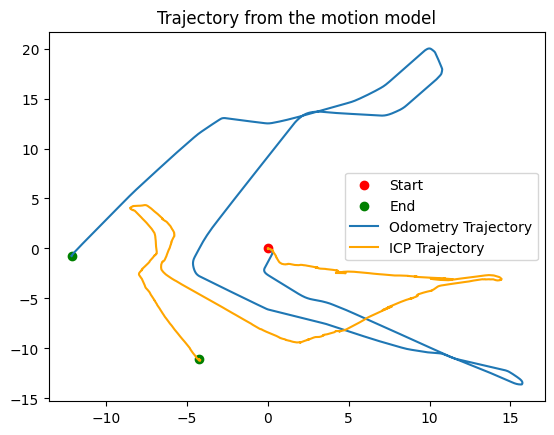 Trajectory from the motion model
20
15
10
5
0
−5
−10
−15
Start
End
Odometry Trajectory
ICP Trajectory
−10
−5
0
5
10
15